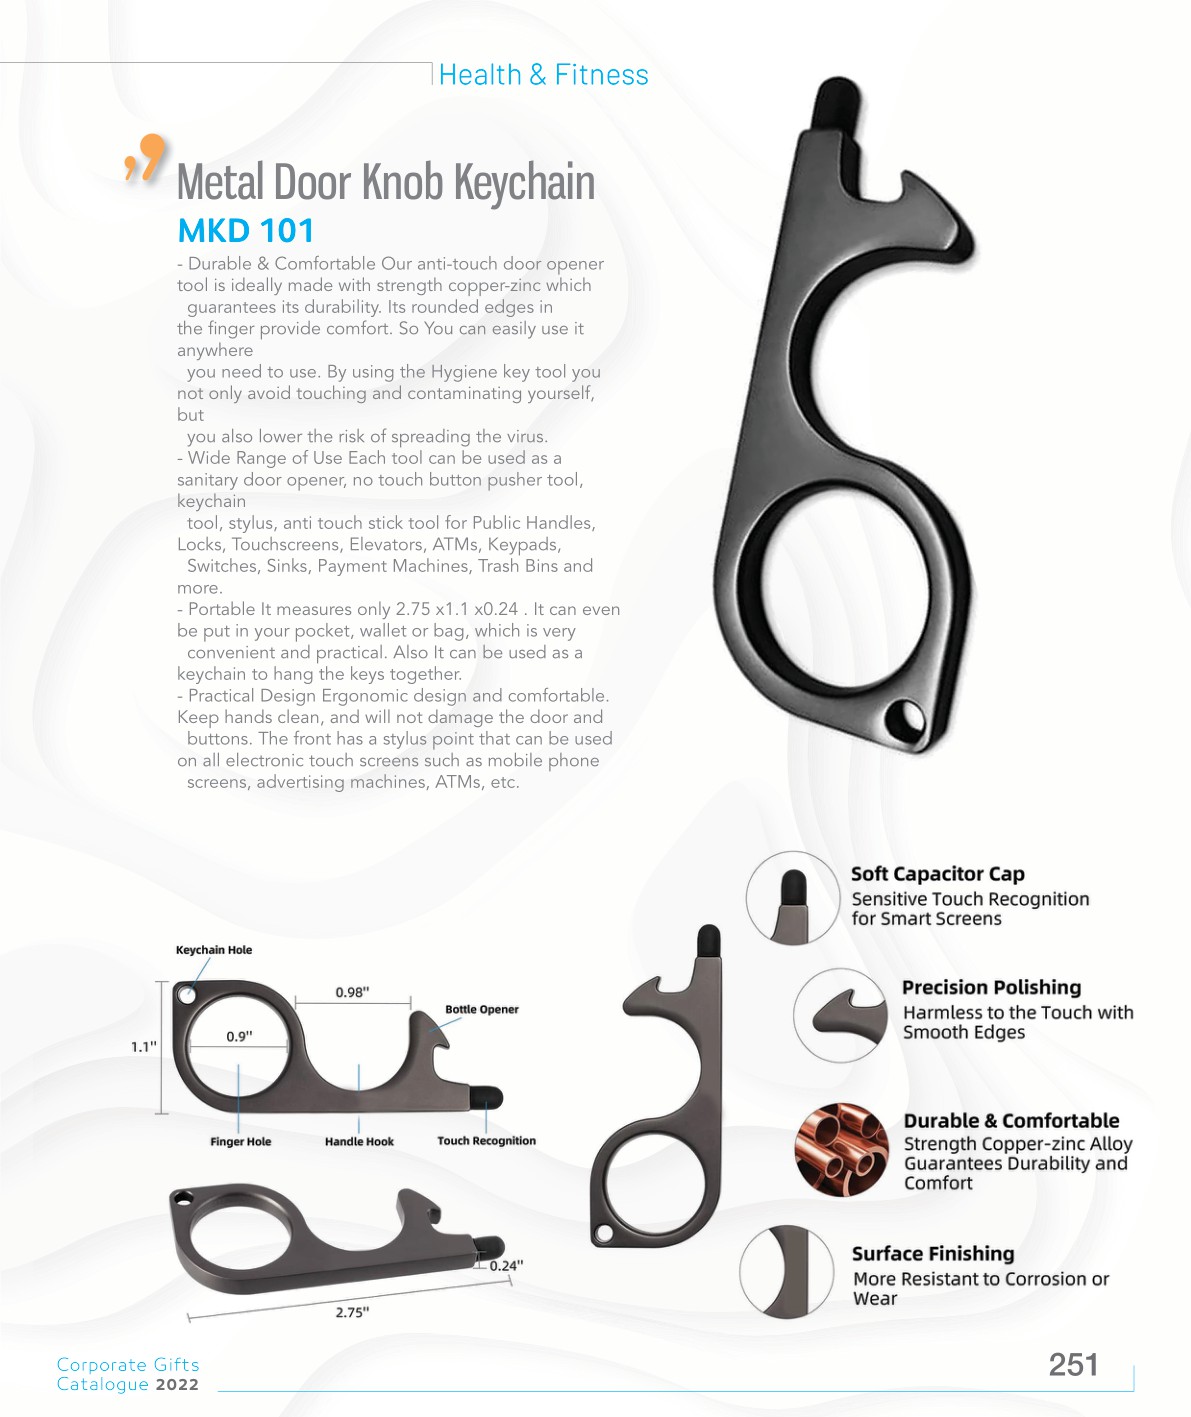 Health & Fitness
Metal Door Knob Keychain
MKD 101
- Durable & Comfortable Our anti-touch door opener
tool is ideally made with strength copper-zinc which
guarantees its durability. Its rounded edges in
the finger provide comfort. So You can easily use it
anywhere
you need to use. By using the Hygiene key tool you
not only avoid touching and contaminating yourself,
but
you also lower the risk of spreading the virus.
- Wide Range of Use Each tool can be used as a
sanitary door opener, no touch button pusher tool,
keychain
tool, stylus, anti touch stick tool for Public Handles,
Locks, Touchscreens, Elevators, ATMs, Keypads,
Switches, Sinks, Payment Machines, Trash Bins and
more.
- Portable It measures only 2.75 x1.1 x0.24 . It can even
be put in your pocket, wallet or bag, which is very
convenient and practical. Also It can be used as a
keychain to hang the keys together.
- Practical Design Ergonomic design and comfortable.
Keep hands clean, and will not damage the door and
buttons. The front has a stylus point that can be used
on all electronic touch screens such as mobile phone
screens, advertising machines, ATMs, etc.
Soft Capacitor Cap
Sensitive Touch Recognition
for Smart Screens
Precision Polishing
Harmless to the Touch with
Smooth Edges
Durable & Comfortable
Strength Copper-zinc Alloy
Guarantees Durability and
Comfort
Surface Finishing
More Resistant to Corrosion or
Wear
Keychain Hole
0.98"
Bottle Opener
0.9"
1.1"
Finger Hole
Handle Hook
Touch Recognition
0.24"
2.75"
Corporate Gifts
Catalogue 2022
251